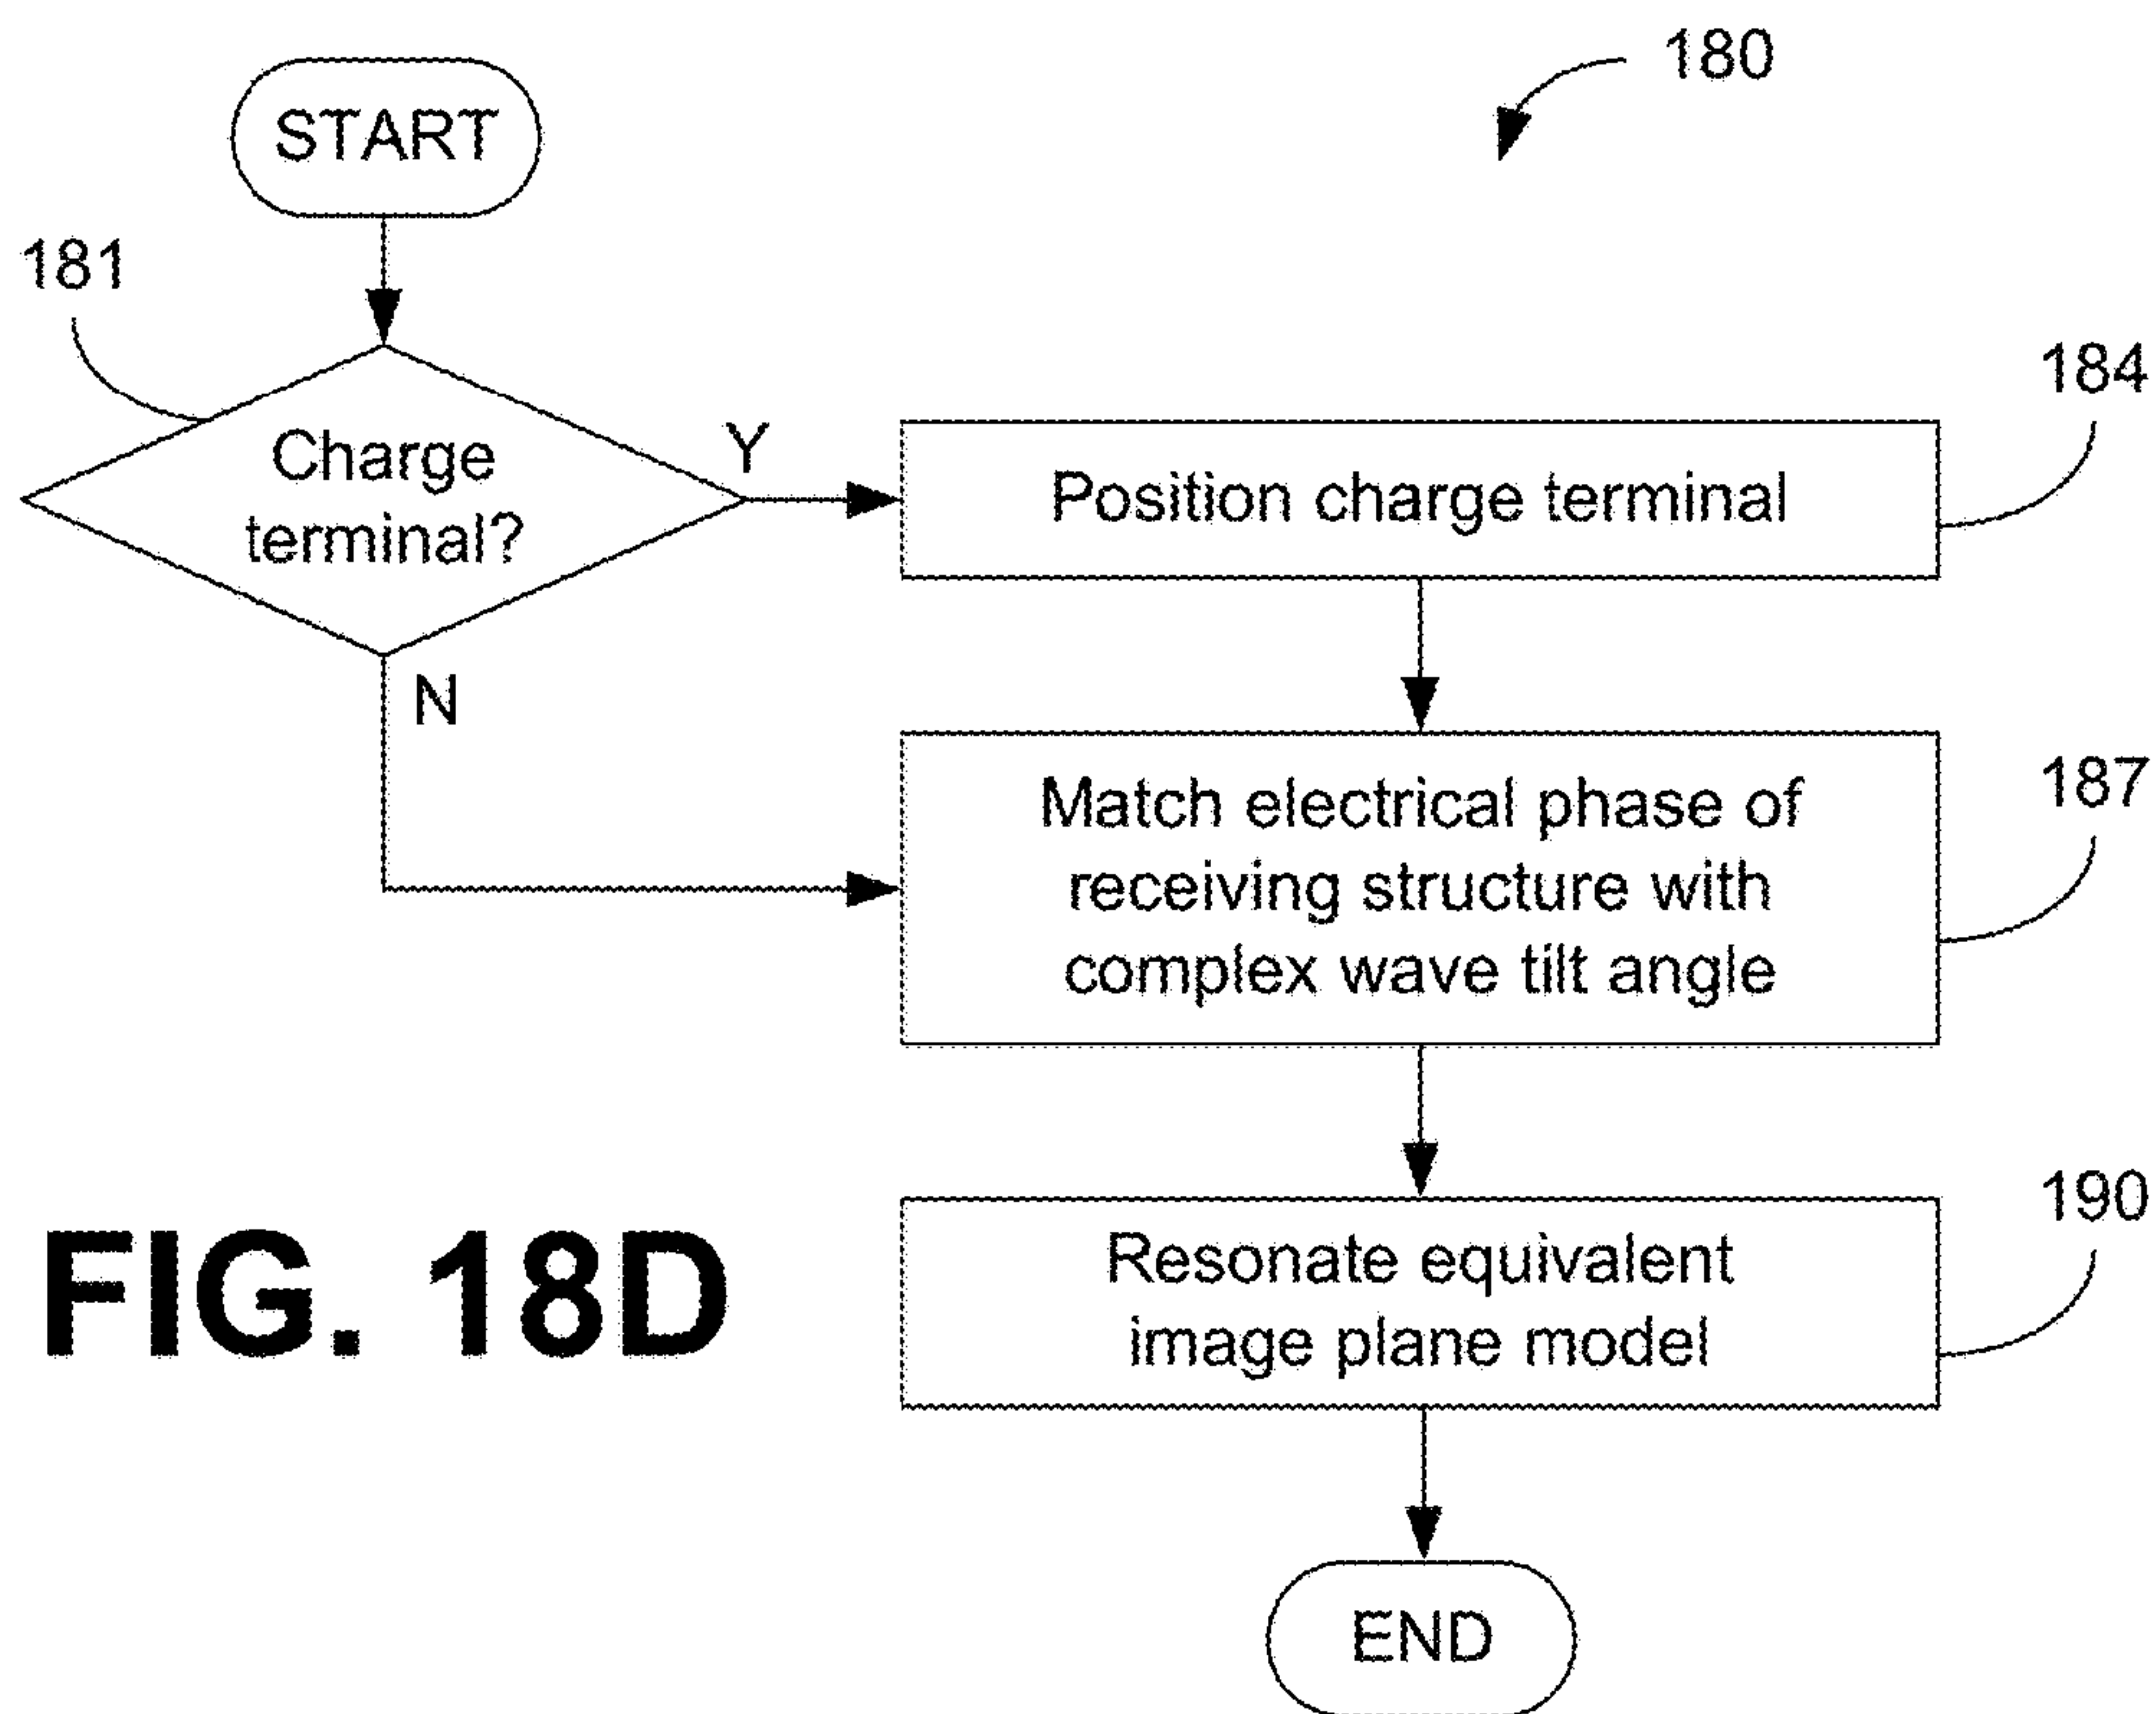 180
START
181
Charge
terminal?
Y
184
Position charge terminal
N
187
Match electrical phase of
receiving structure with
complex wave tilt angle
190
Resonate equivalent
image plane model
FIG. 18D
END